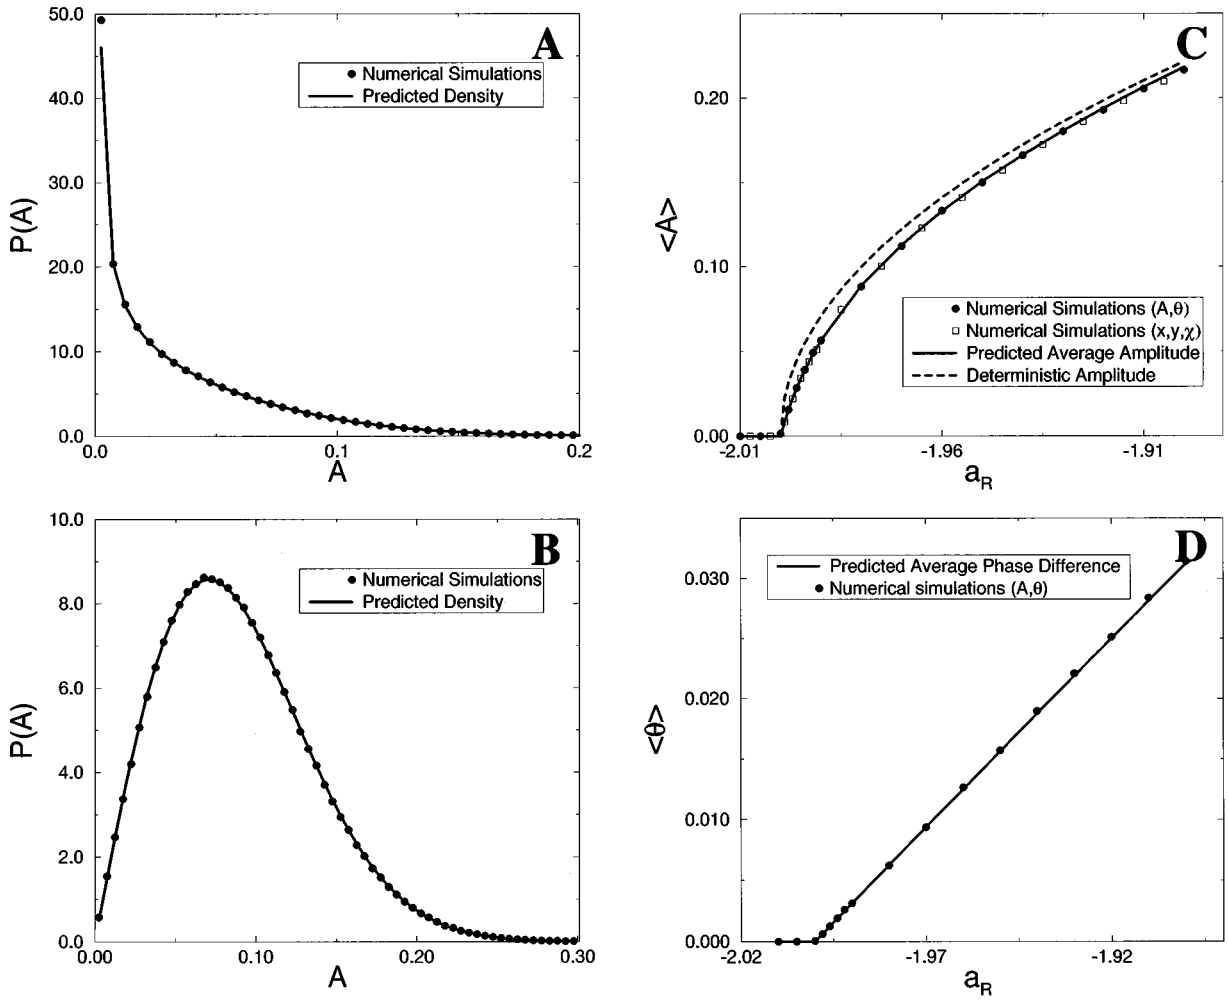 A
50.0
40.0
30.0
20.0
10.0
0.0
P(A)
Numerical Simulations
Predicted Density
0.0
0.1
0.2
A
C
0.20
0.10
0.00
<A>
Numerical Simulations (A,θ)
Numerical Simulations (x,y,χ)
Predicted Average Amplitude
Deterministic Amplitude
-2.01
-1.96
-1.91
aR
B
10.0
8.0
6.0
4.0
2.0
0.0
P(A)
Numerical Simulations
Predicted Density
0.00
0.10
0.20
0.30
A
D
0.030
0.020
0.010
0.000
<θ>
Predicted Average Phase Difference
Numerical simulations (A,θ)
-2.02
-1.97
-1.92
aR